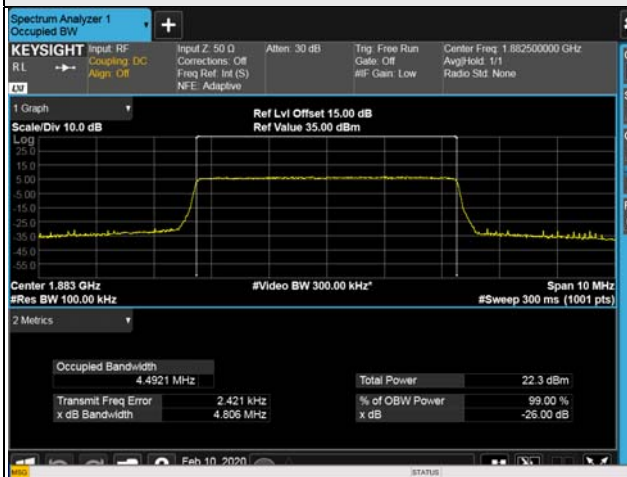 Spectrum Analyzer 1
Occupied BW
+
KEYSIGHT
RL
LXI
Input: RF
Coupling: DC
Align: Off
Input Z: 50 Ω
Corrections: Off
Freq Ref: Int (S)
NFE: Adaptive
Atten: 30 dB
Trig: Free Run
Gate: Off
#IF Gain: Low
Center Freq: 1.882500000 GHz
Avg|Hold: 1/1
Radio Std: None
1 Graph
Scale/Div 10.0 dB
Ref Lvl Offset 15.00 dB
Ref Value 35.00 dBm
Log
25.0
15.0
5.00
-5.00
-15.0
-25.0
-35.0
-45.0
-55.0
Center 1.883 GHz
#Res BW 100.00 kHz
#Video BW 300.00 kHz*
Span 10 MHz
#Sweep 300 ms (1001 pts)
2 Metrics
Occupied Bandwidth
4.4921 MHz
Total Power 22.3 dBm
Transmit Freq Error 2.421 kHz
% of OBW Power 99.00 %
x dB Bandwidth 4.806 MHz
x dB -26.00 dB
Feb 10, 2020
MSG
STATUS